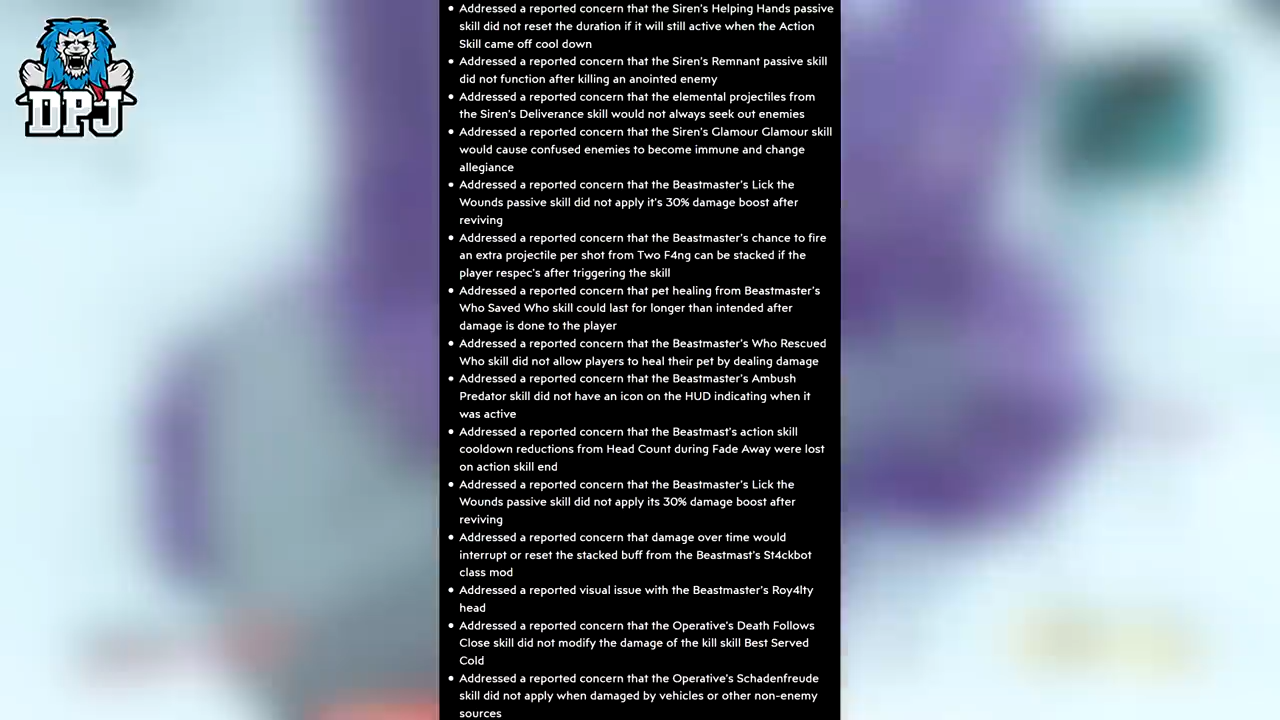 DPJ
• Addressed a reported concern that the Siren's Helping Hands passive
skill did not reset the duration if it will still active when the Action
Skill came off cool down
• Addressed a reported concern that the Siren's Remnant passive skill
did not function after killing an anointed enemy
• Addressed a reported concern that the elemental projectiles from
the Siren's Deliverance skill would not always seek out enemies
• Addressed a reported concern that the Siren's Glamour Glamour skill
would cause confused enemies to become immune and change
allegiance
• Addressed a reported concern that the Beastmaster's Lick the
Wounds passive skill did not apply it's 30% damage boost after
reviving
• Addressed a reported concern that the Beastmaster's chance to fire
an extra projectile per shot from Two F4ng can be stacked if the
player respec's after triggering the skill
• Addressed a reported concern that pet healing from Beastmaster's
Who Saved Who skill could last for longer than intended after
damage is done to the player
• Addressed a reported concern that the Beastmaster's Who Rescued
Who skill did not allow players to heal their pet by dealing damage
• Addressed a reported concern that the Beastmaster's Ambush
Predator skill did not have an icon on the HUD indicating when it
was active
• Addressed a reported concern that the Beastmast's action skill
cooldown reductions from Head Count during Fade Away were lost
on action skill end
• Addressed a reported concern that the Beastmaster's Lick the
Wounds passive skill did not apply its 30% damage boost after
reviving
• Addressed a reported concern that damage over time would
interrupt or reset the stacked buff from the Beastmast's St4ckbot
class mod
• Addressed a reported visual issue with the Beastmaster's Roy4lty
head
• Addressed a reported concern that the Operative's Death Follows
Close skill did not modify the damage of the kill skill Best Served
Cold
• Addressed a reported concern that the Operative's Schadenfreude
skill did not apply when damaged by vehicles or other non-enemy
sources